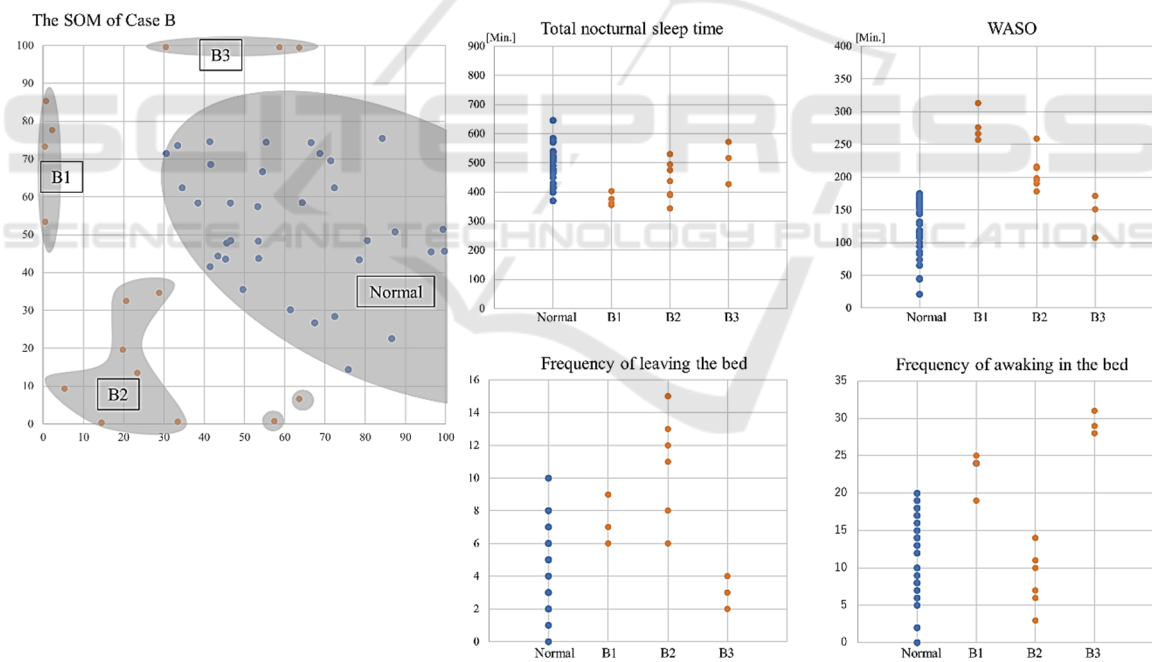 The SOM of Case B
100
90
80
70
60
50
40
30
20
10
0
0 10 20 30 40 50 60 70 80 90 100
B3
B1
Normal
B2
Total nocturnal sleep time
[Min.]
900
800
700
600
500
400
300
200
100
0
Normal B1 B2 B3
WASO
[Min.]
400
350
300
250
200
150
100
50
0
Normal B1 B2 B3
Frequency of leaving the bed
16
14
12
10
8
6
4
2
0
Normal B1 B2 B3
Frequency of awaking in the bed
35
30
25
20
15
10
5
0
Normal B1 B2 B3
SCITEPRESS
SCIENCE AND TECHNOLOGY PUBLICATIONS